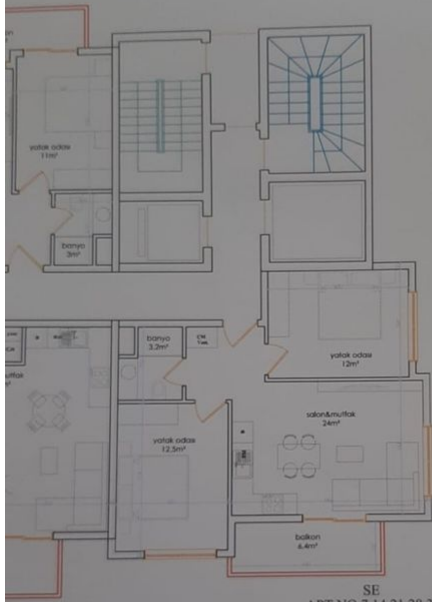 yatak odası
11m²
banyo
3m²
banyo
3.2m²
yatak odası
12m²
salon&mutfak
24m²
yatak odası
12.5m²
balkon
6.4m²
SE